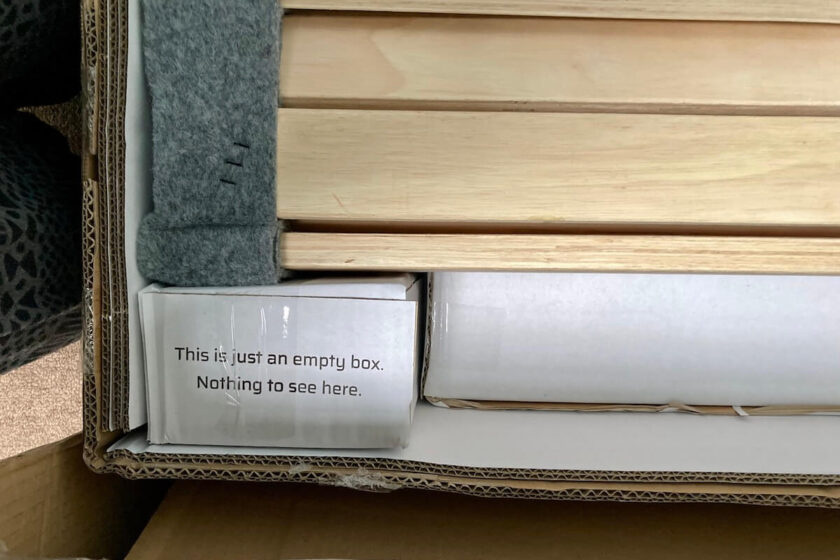 This is just an empty box.
Nothing to see here.